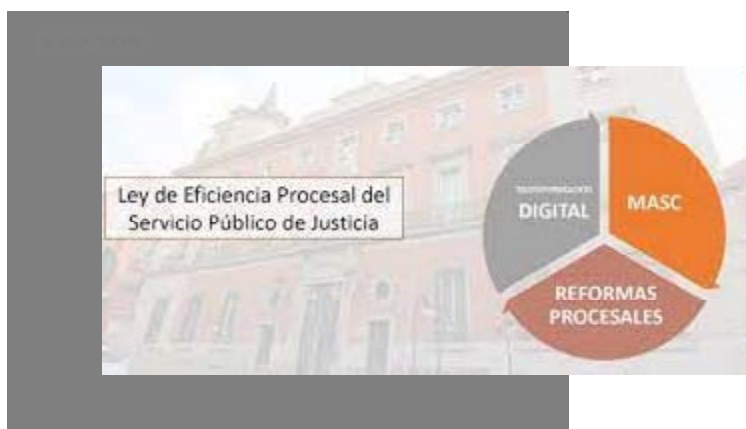 Ley de Eficiencia Procesal del
Servicio Público de Justicia
DIGITAL
MASC
REFORMAS
PROCESALES